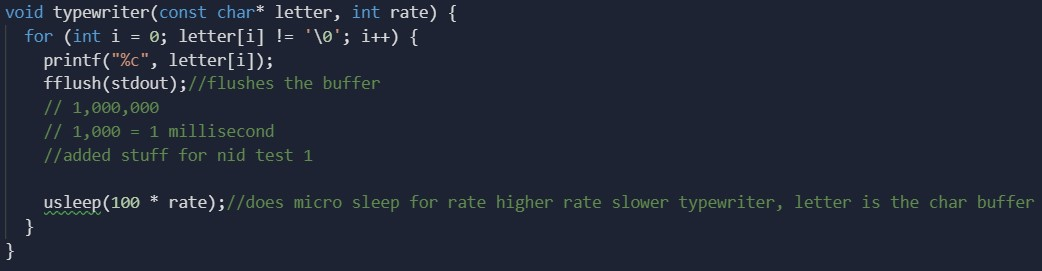 void typewriter(const char* letter, int rate) {
  for (int i = 0; letter[i] != '\0'; i++) {
    printf("%c", letter[i]);
    fflush(stdout);//flushes the buffer
    // 1,000,000
    // 1,000 = 1 millisecond
    //added stuff for nid test 1

    usleep(100 * rate);//does micro sleep for rate higher rate slower typewriter, letter is the char buffer
  }
}